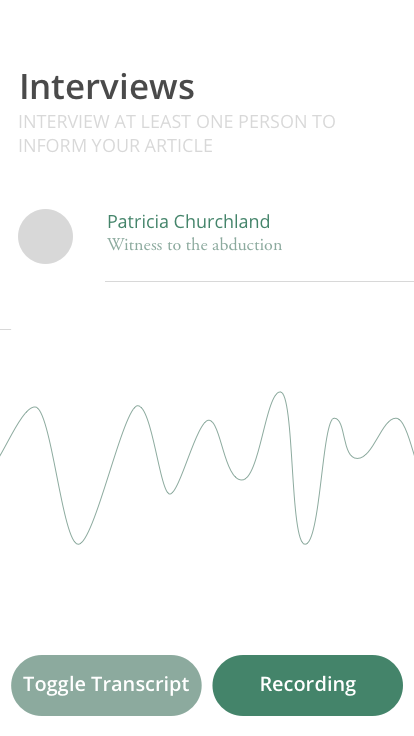 Interviews
INTERVIEW AT LEAST ONE PERSON TO
INFORM YOUR ARTICLE
Patricia Churchland
Witness to the abduction
Toggle Transcript
Recording